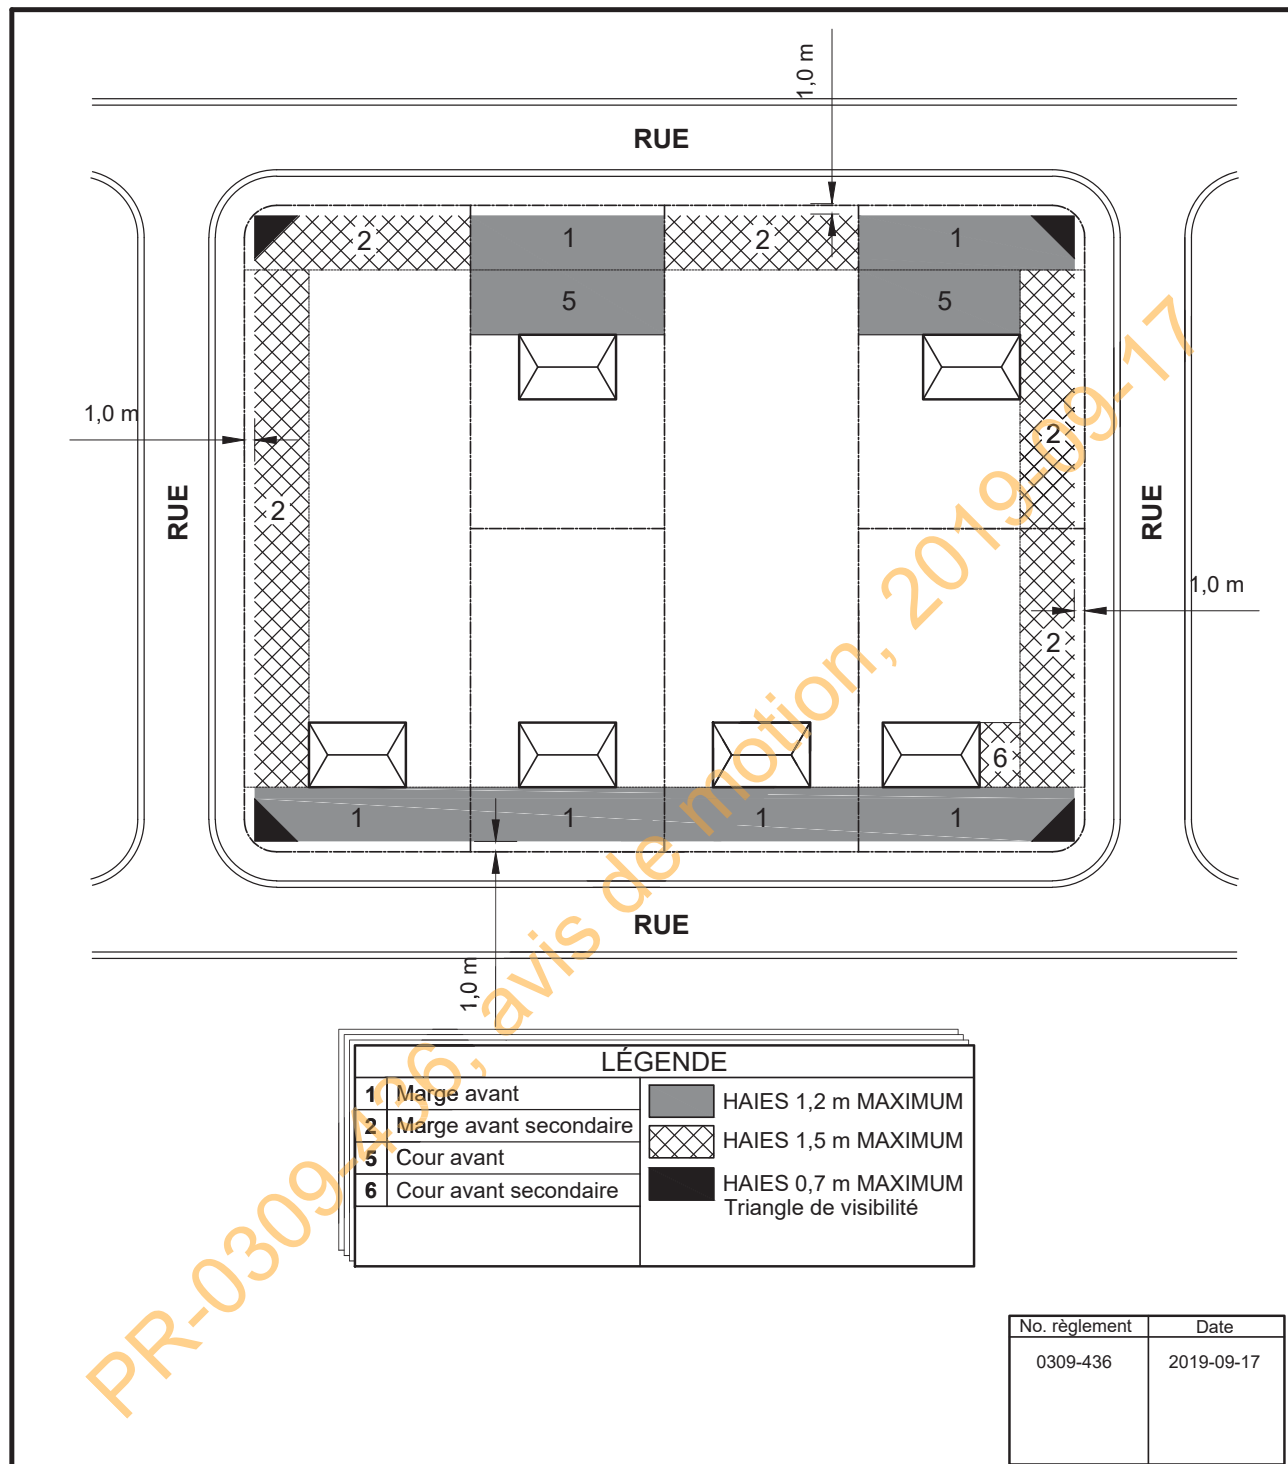 1,0 m
RUE
2
1
2
1
5
5
1,0 m
2
2
RUE
RUE
1,0 m
2
6
1
1
1
1
RUE
1,0 m
LÉGENDE
1 Marge avant
2 Marge avant secondaire
5 Cour avant
6 Cour avant secondaire
HAIES 1,2 m MAXIMUM
HAIES 1,5 m MAXIMUM
HAIES 0,7 m MAXIMUM
Triangle de visibilité
PR-0309-436, avis de motion, 2019-09-17
No. règlement Date
0309-436 2019-09-17